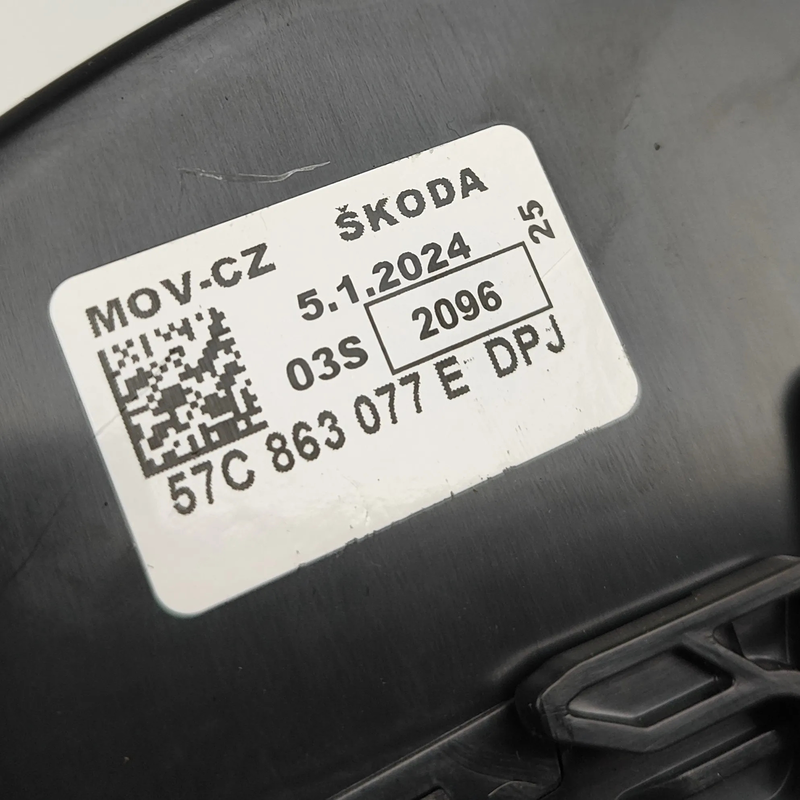 ŠKODA
MOV-CZ 5.1.2024 25
03S 2096
57C 863 077 E DPJ